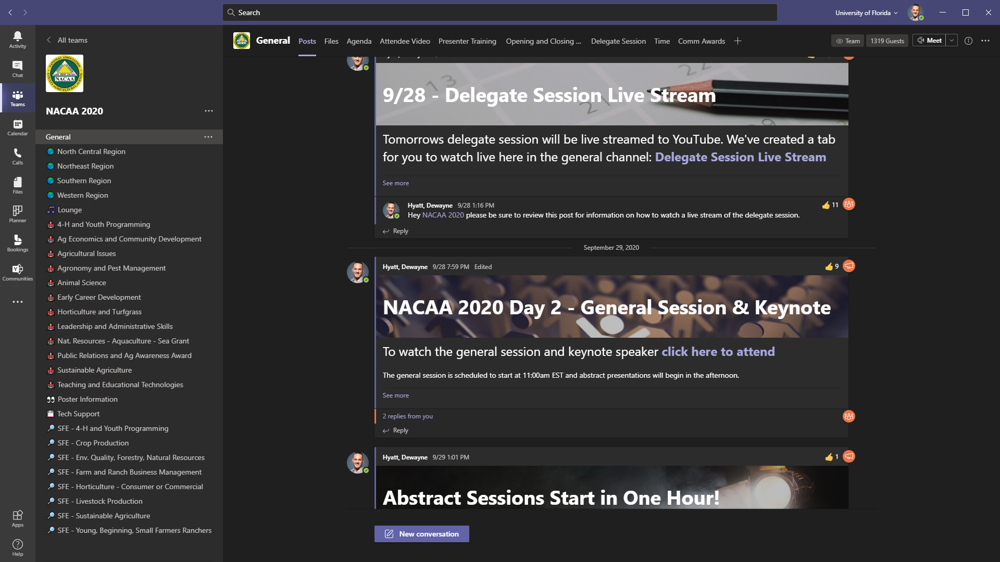 Search
University of Florida
Activity
Chat
Teams
Calendar
Calls
Files
Planner
Bookings
Communities
Apps
Help
All teams
NACAA
NACAA 2020
General
North Central Region
Northeast Region
Southern Region
Western Region
Lounge
4-H and Youth Programming
Ag Economics and Community Development
Agricultural Issues
Agronomy and Pest Management
Animal Science
Early Career Development
Horticulture and Turfgrass
Leadership and Administrative Skills
Nat. Resources - Aquaculture - Sea Grant
Public Relations and Ag Awareness Award
Sustainable Agriculture
Teaching and Educational Technologies
Poster Information
Tech Support
SFE - 4-H and Youth Programming
SFE - Crop Production
SFE - Env. Quality, Forestry, Natural Resources
SFE - Farm and Ranch Business Management
SFE - Horticulture - Consumer or Commercial
SFE - Livestock Production
SFE - Sustainable Agriculture
SFE - Young, Beginning, Small Farmers Ranchers
General Posts Files Agenda Attendee Video Presenter Training Opening and Closing ... Delegate Session Time Comm Awards
Team 1319 Guests Meet
13 22
21 29
9/28 - Delegate Session Live Stream
Tomorrows delegate session will be live streamed to YouTube. We've created a tab
for you to watch live here in the general channel: Delegate Session Live Stream
See more
Hyatt, Dewayne 9/28 1:16 PM 11
Hey NACAA 2020 please be sure to review this post for information on how to watch a live stream of the delegate session.
Reply
September 29, 2020
Hyatt, Dewayne 9/28 7:59 PM Edited 9
NACAA 2020 Day 2 - General Session & Keynote
To watch the general session and keynote speaker click here to attend
The general session is scheduled to start at 11:00am EST and abstract presentations will begin in the afternoon.
See more
2 replies from you
Reply
Hyatt, Dewayne 9/29 1:01 PM 1
Abstract Sessions Start in One Hour!
New conversation